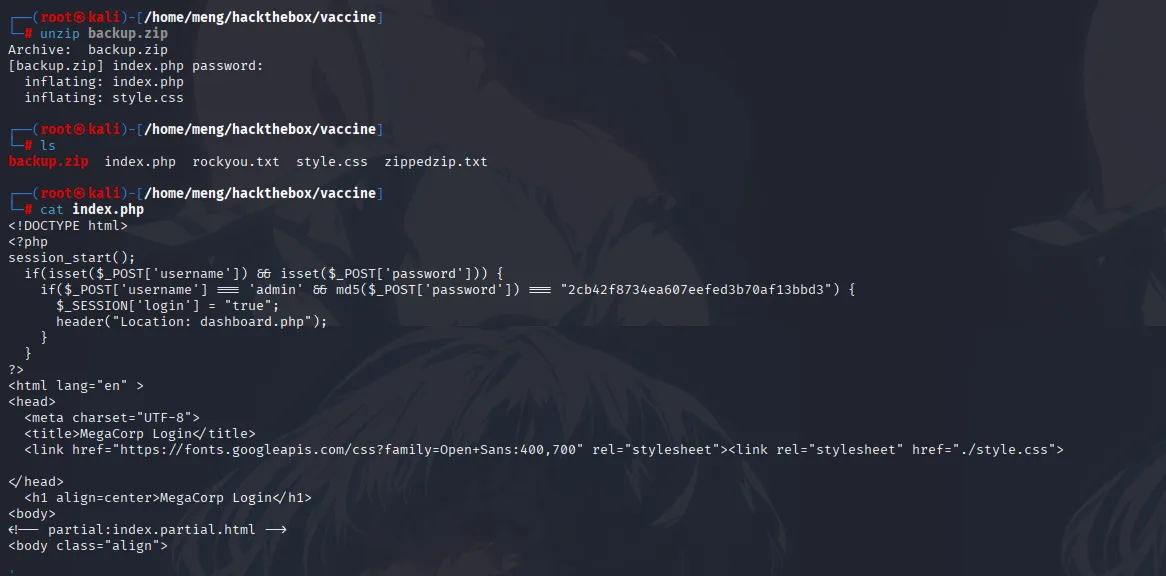 ┌──(root㉿kali)-[/home/meng/hackthebox/vaccine]
└─# unzip backup.zip
Archive:  backup.zip
[backup.zip] index.php password:
  inflating: index.php
  inflating: style.css
┌──(root㉿kali)-[/home/meng/hackthebox/vaccine]
└─# ls
backup.zip  index.php  rockyou.txt  style.css  zippedzip.txt
┌──(root㉿kali)-[/home/meng/hackthebox/vaccine]
└─# cat index.php
<!DOCTYPE html>
<?php
session_start();
  if(isset($_POST['username']) && isset($_POST['password'])) {
    if($_POST['username'] === 'admin' && md5($_POST['password']) === "2cb42f8734ea607eefed3b70af13bbd3") {
      $_SESSION['login'] = "true";
      header("Location: dashboard.php");
    }
  }
?>
<html lang="en" >
<head>
  <meta charset="UTF-8">
  <title>MegaCorp Login</title>
  <link href="https://fonts.googleapis.com/css?family=Open+Sans:400,700" rel="stylesheet"><link rel="stylesheet" href="./style.css">
</head>
  <h1 align=center>MegaCorp Login</h1>
<body>
<!-- partial:index.partial.html -->
<body class="align">